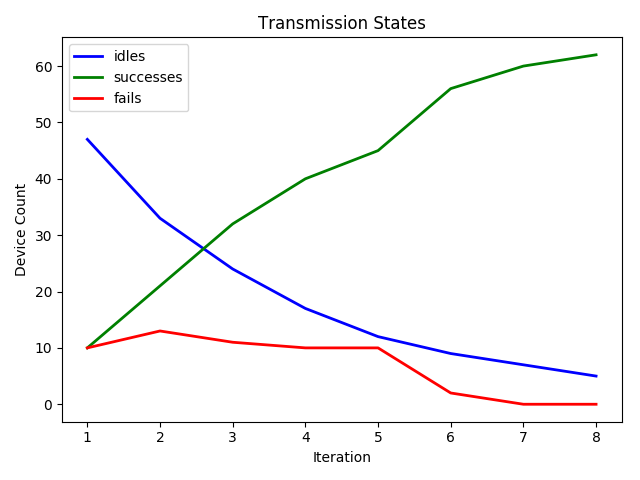 Transmission States
idles
successes
fails
60
50
40
30
20
10
0
Device Count
1 2 3 4 5 6 7 8
Iteration